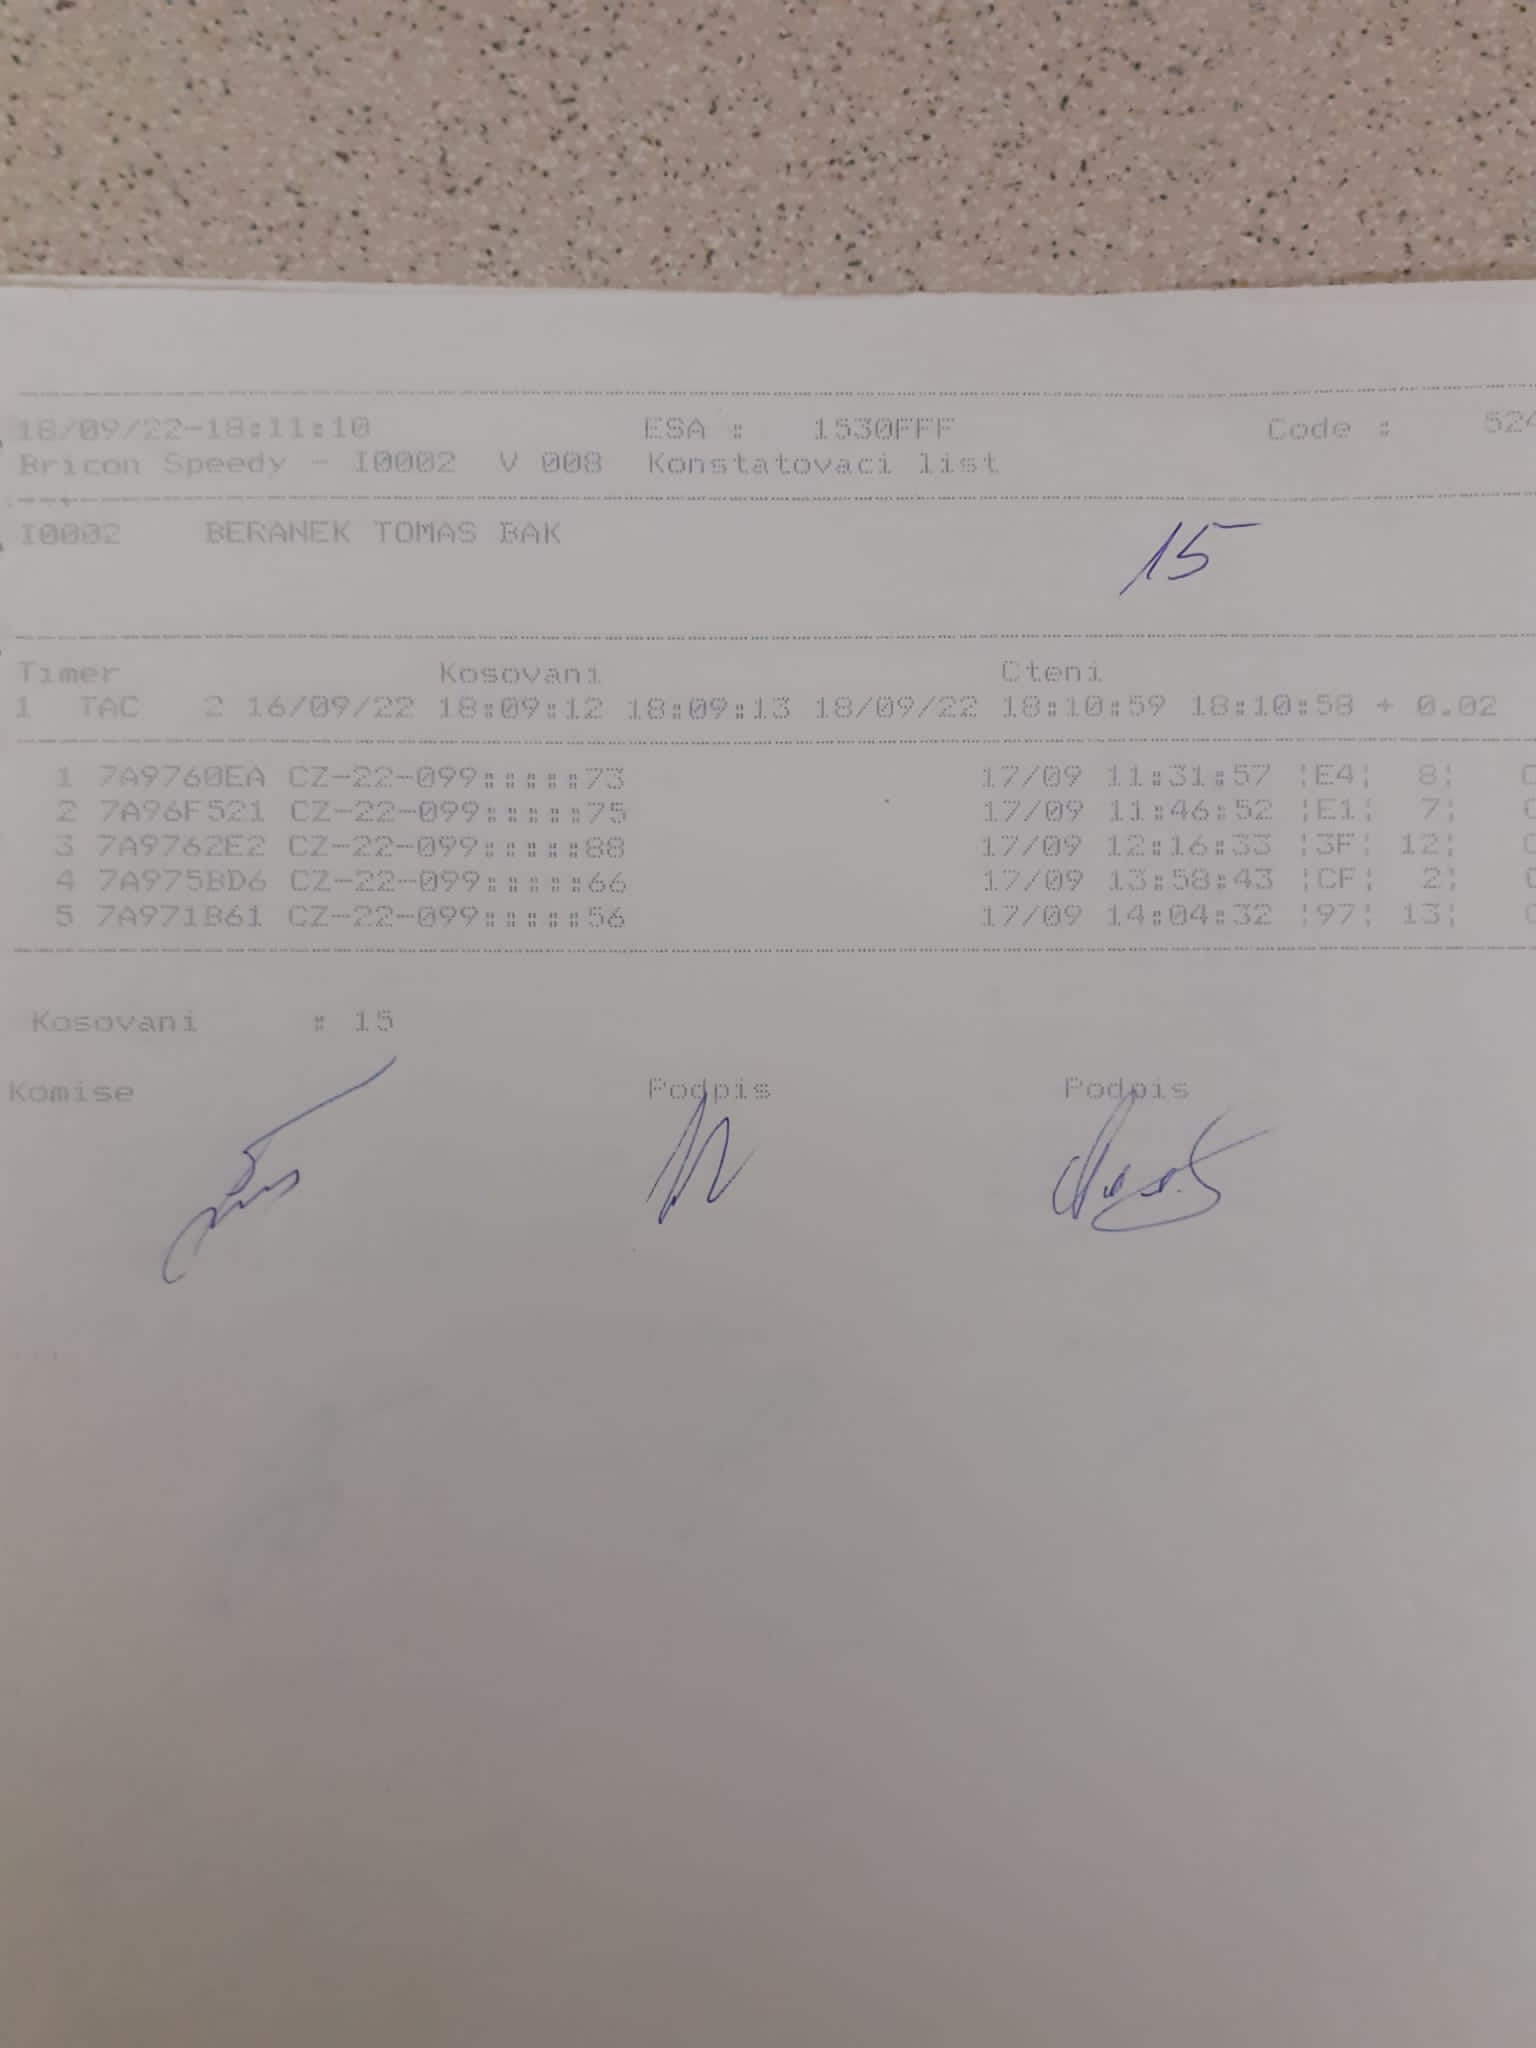 18/09/22-18:11:10 ESA : 1530FFF Code : 524
Bricon Speedy - I0002 V 008 Konstatovaci list
I0002 BERANEK TOMAS BAK
15
Timer Kosovani Cteni
1 TAC 2 16/09/22 18:09:12 18:09:13 18/09/22 18:10:59 18:10:58 + 0.02
1 7A9760EA CZ-22-099:::::73 17/09 11:31:57 ¦E4¦ 8¦
2 7A96F521 CZ-22-099:::::75 17/09 11:46:52 ¦E1¦ 7¦
3 7A9762E2 CZ-22-099:::::88 17/09 12:16:33 ¦3F¦ 12¦
4 7A975BD6 CZ-22-099:::::66 17/09 13:58:43 ¦CF¦ 2¦
5 7A971B61 CZ-22-099:::::56 17/09 14:04:32 ¦97¦ 13¦
Kosovani : 15
Komise Podpis Podpis